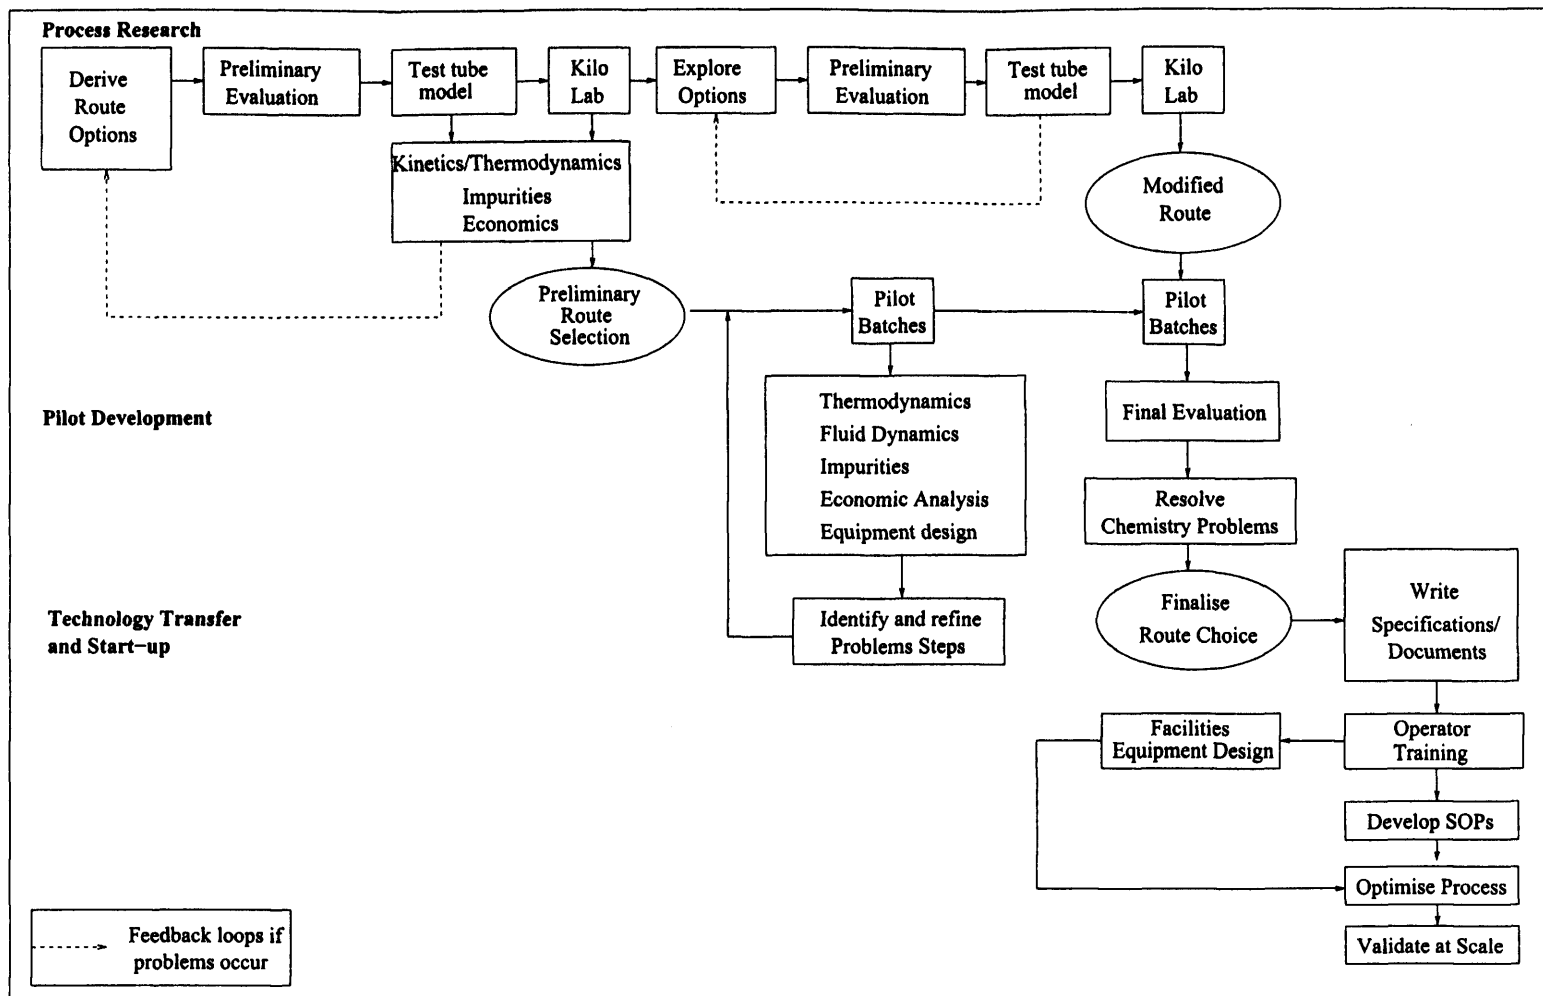 Process Research
Derive
Route
Options
Preliminary
Evaluation
Test tube
model
Kilo
Lab
Explore
Options
Preliminary
Evaluation
Test tube
model
Kilo
Lab
Kinetics/Thermodynamics
Impurities
Economics
Modified
Route
Preliminary
Route
Selection
Pilot
Batches
Pilot
Batches
Pilot Development
Thermodynamics
Fluid Dynamics
Impurities
Economic Analysis
Equipment design
Final Evaluation
Resolve
Chemistry Problems
Technology Transfer
and Start-up
Identify and refine
Problems Steps
Finalise
Route Choice
Write
Specifications/
Documents
Facilities
Equipment Design
Operator
Training
Develop SOPs
Optimise Process
Validate at Scale
Feedback loops if
problems occur